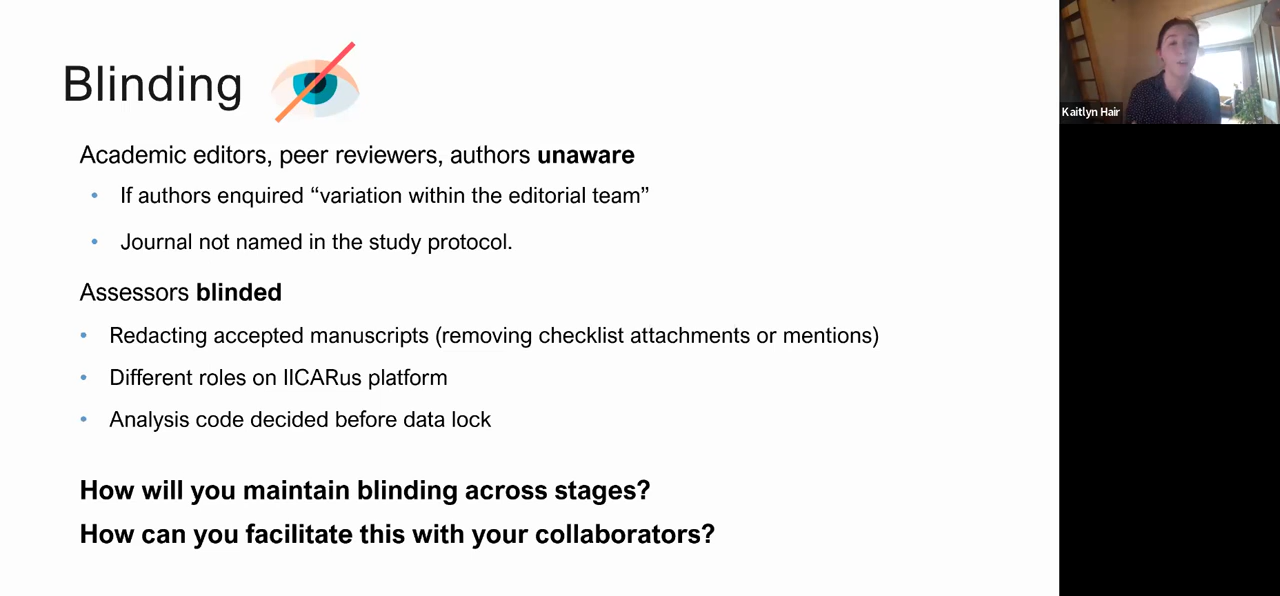 Blinding
Academic editors, peer reviewers, authors unaware
• If authors enquired “variation within the editorial team”
• Journal not named in the study protocol.
Assessors blinded
• Redacting accepted manuscripts (removing checklist attachments or mentions)
• Different roles on IICARus platform
• Analysis code decided before data lock
How will you maintain blinding across stages?
How can you facilitate this with your collaborators?
Kaitlyn Hair